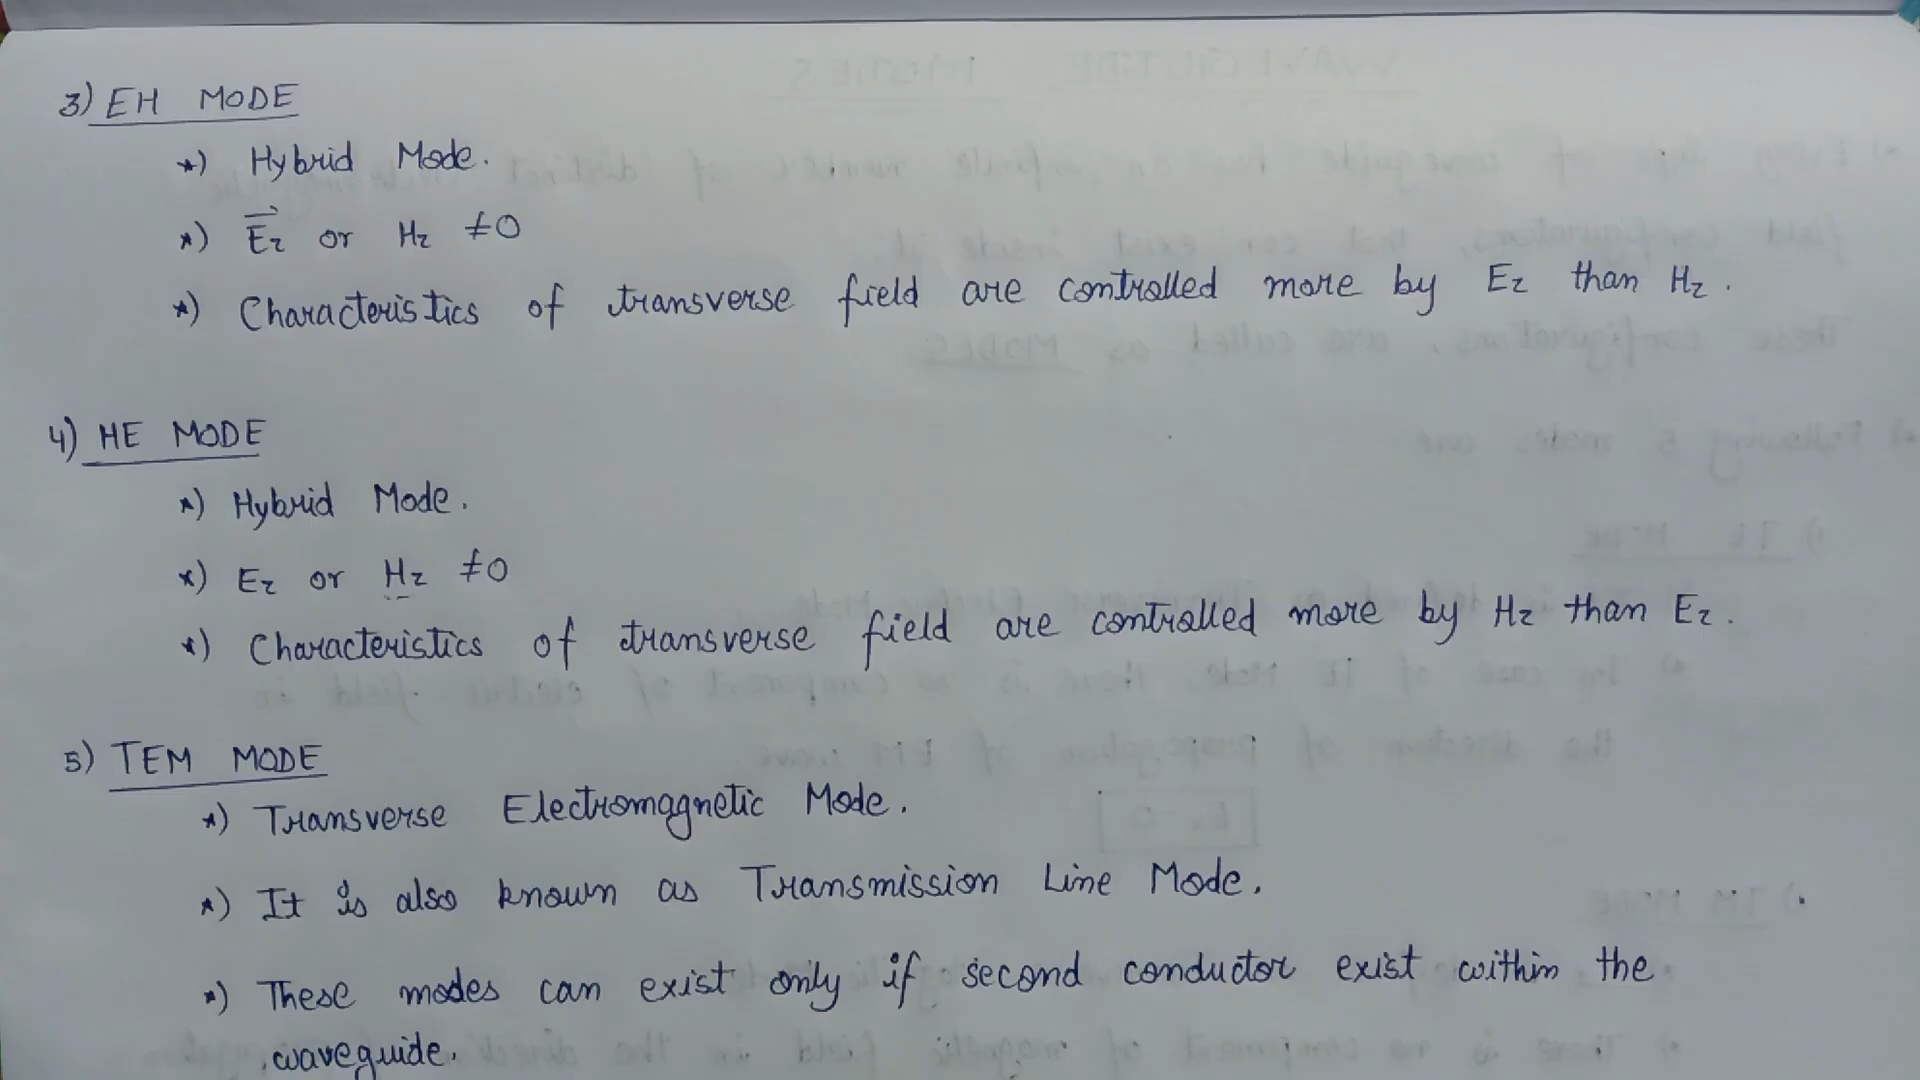 3) EH MODE
*) Hybrid Mode.
*) E⃗z or Hz ≠0
*) Characteristics of transverse field are controlled more by Ez than Hz.
4) HE MODE
*) Hybrid Mode.
*) Ez or Hz ≠0
*) Characteristics of transverse field are controlled more by Hz than Ez.
5) TEM MODE
*) Transverse Electromagnetic Mode.
*) It is also known as Transmission Line Mode.
*) These modes can exist only if second conductor exist within the
waveguide.